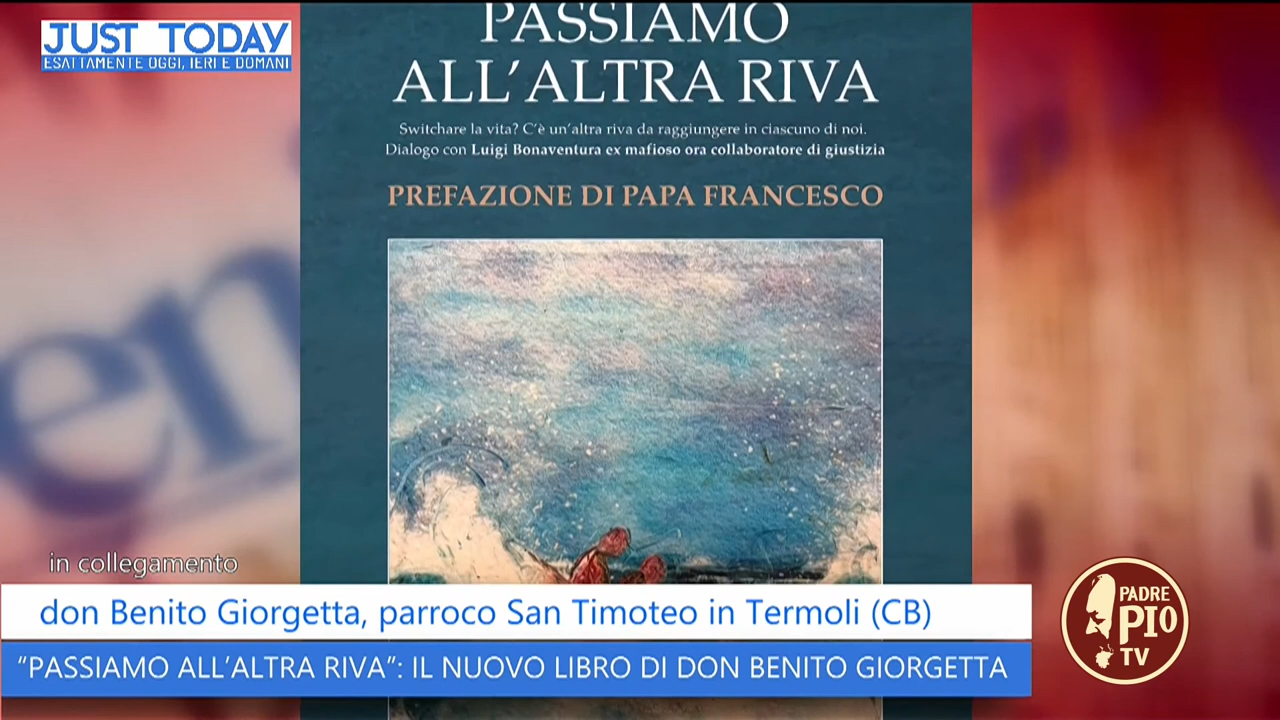 JUST TODAY
ESATTAMENTE OGGI, IERI E DOMANI
PASSIAMO
ALL'ALTRA RIVA
Switchare la vita? C'è un'altra riva da raggiungere in ciascuno di noi.
Dialogo con Luigi Bonaventura ex mafioso ora collaboratore di giustizia
PREFAZIONE DI PAPA FRANCESCO
en
in collegamento
don Benito Giorgetta, parroco San Timoteo in Termoli (CB)
“PASSIAMO ALL’ALTRA RIVA”: IL NUOVO LIBRO DI DON BENITO GIORGETTA
PADRE
PIO
TV